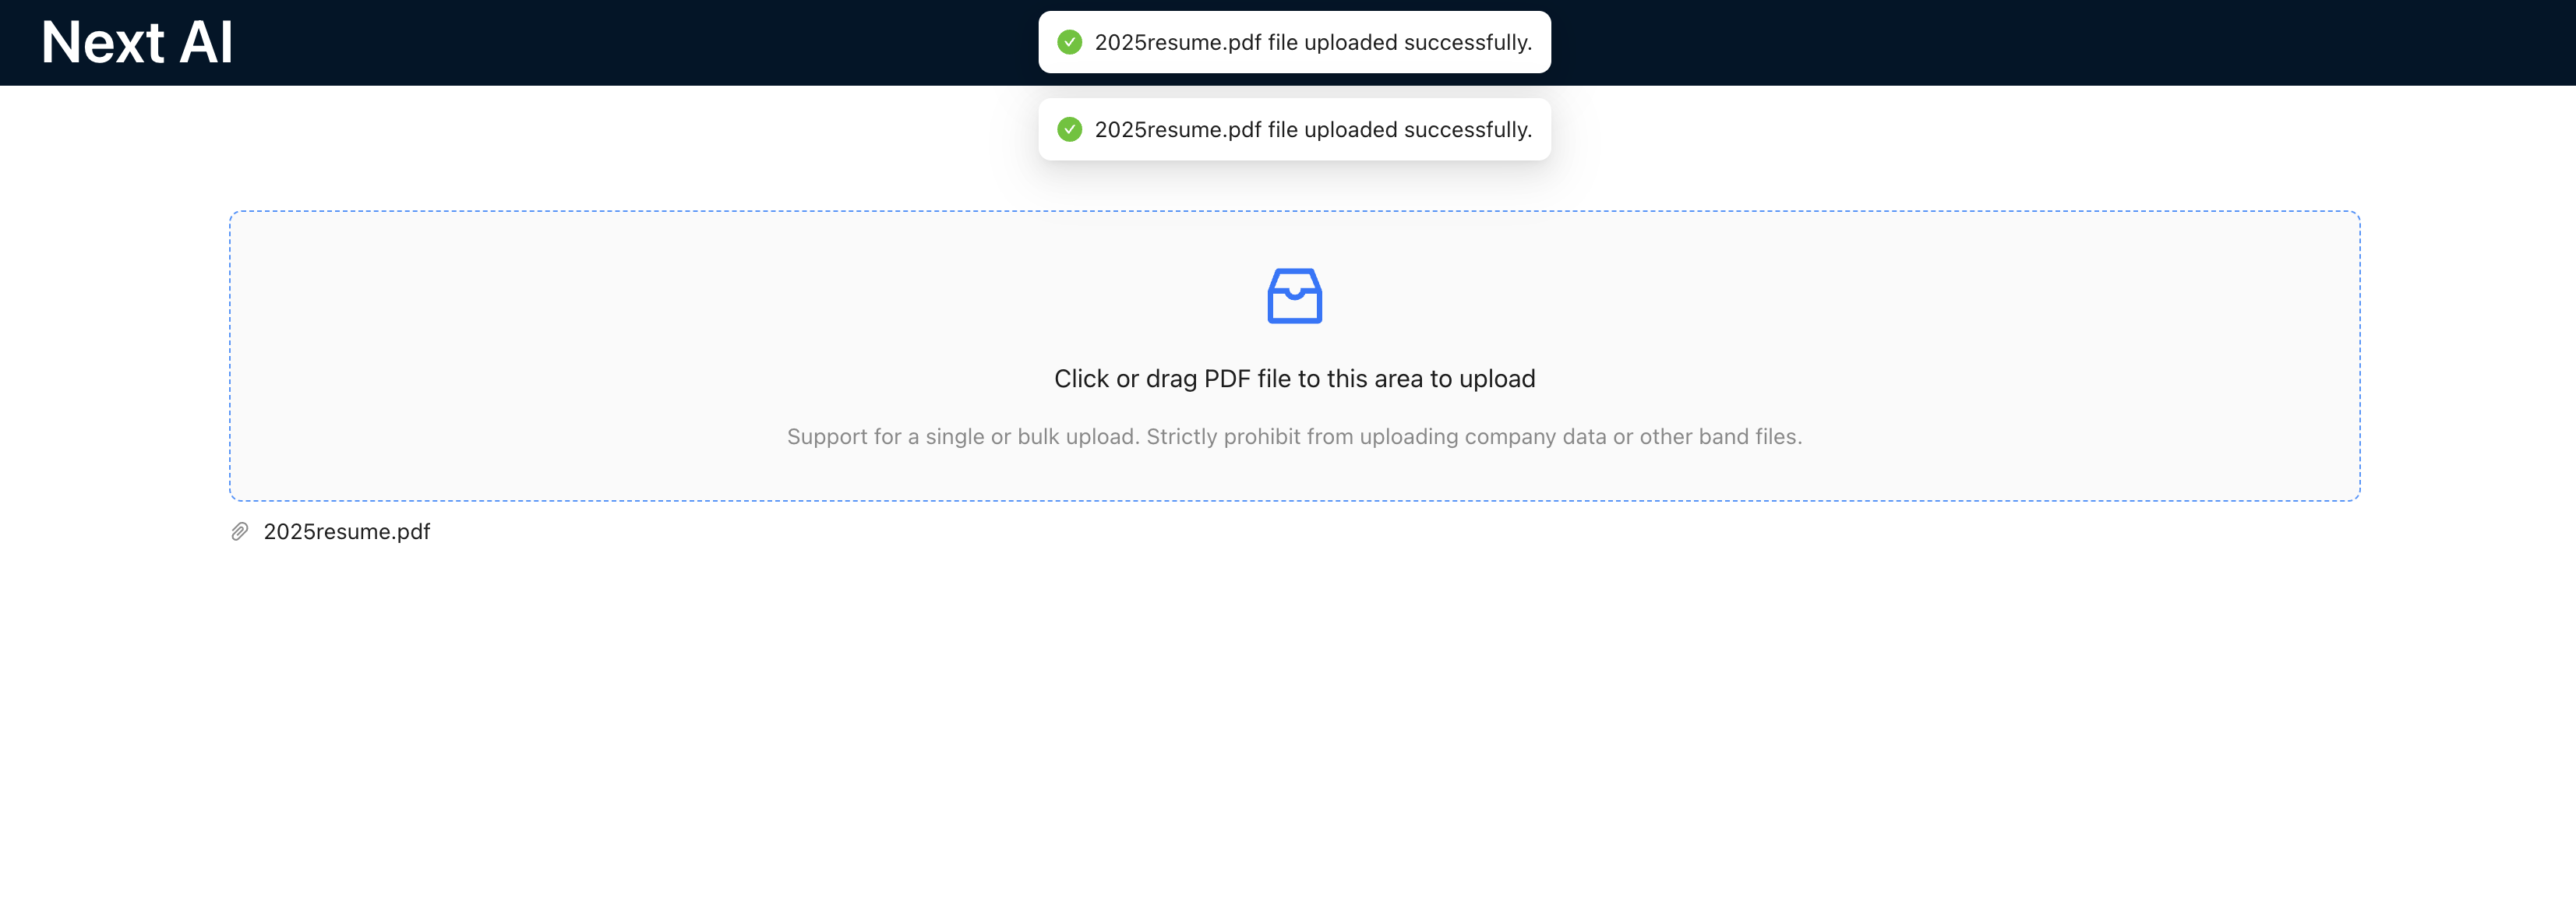 Next AI
2025resume.pdf file uploaded successfully.
2025resume.pdf file uploaded successfully.
Click or drag PDF file to this area to upload
Support for a single or bulk upload. Strictly prohibit from uploading company data or other band files.
2025resume.pdf